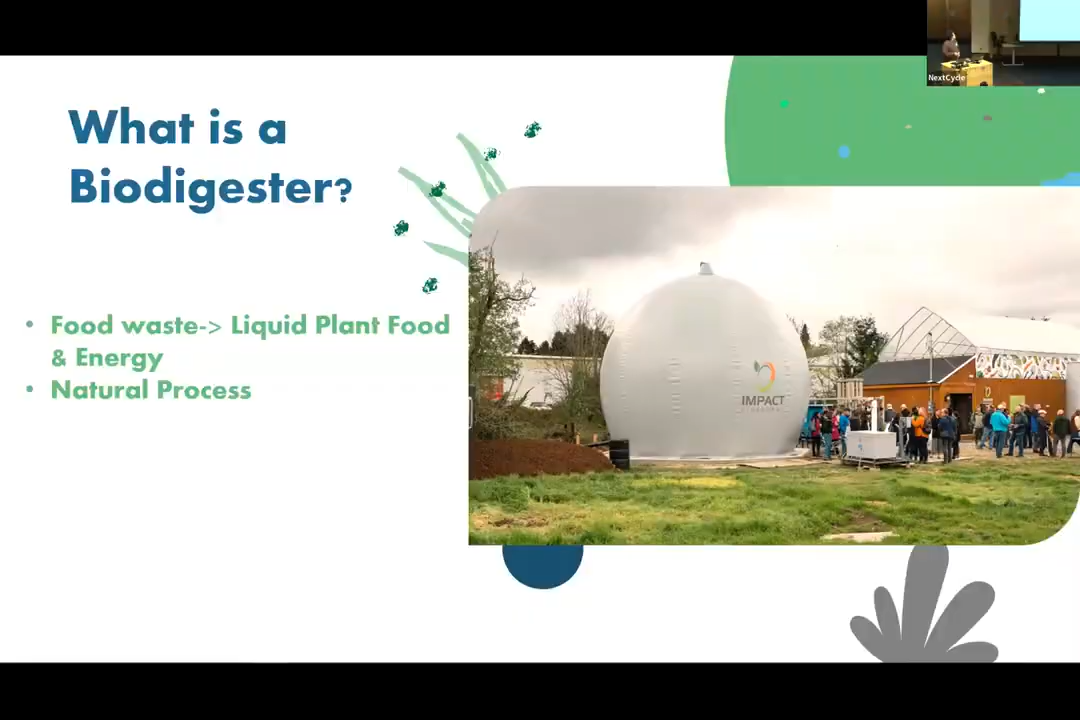 What is a
Biodigester?
• Food waste-> Liquid Plant Food
& Energy
• Natural Process
IMPACT
NextCycle